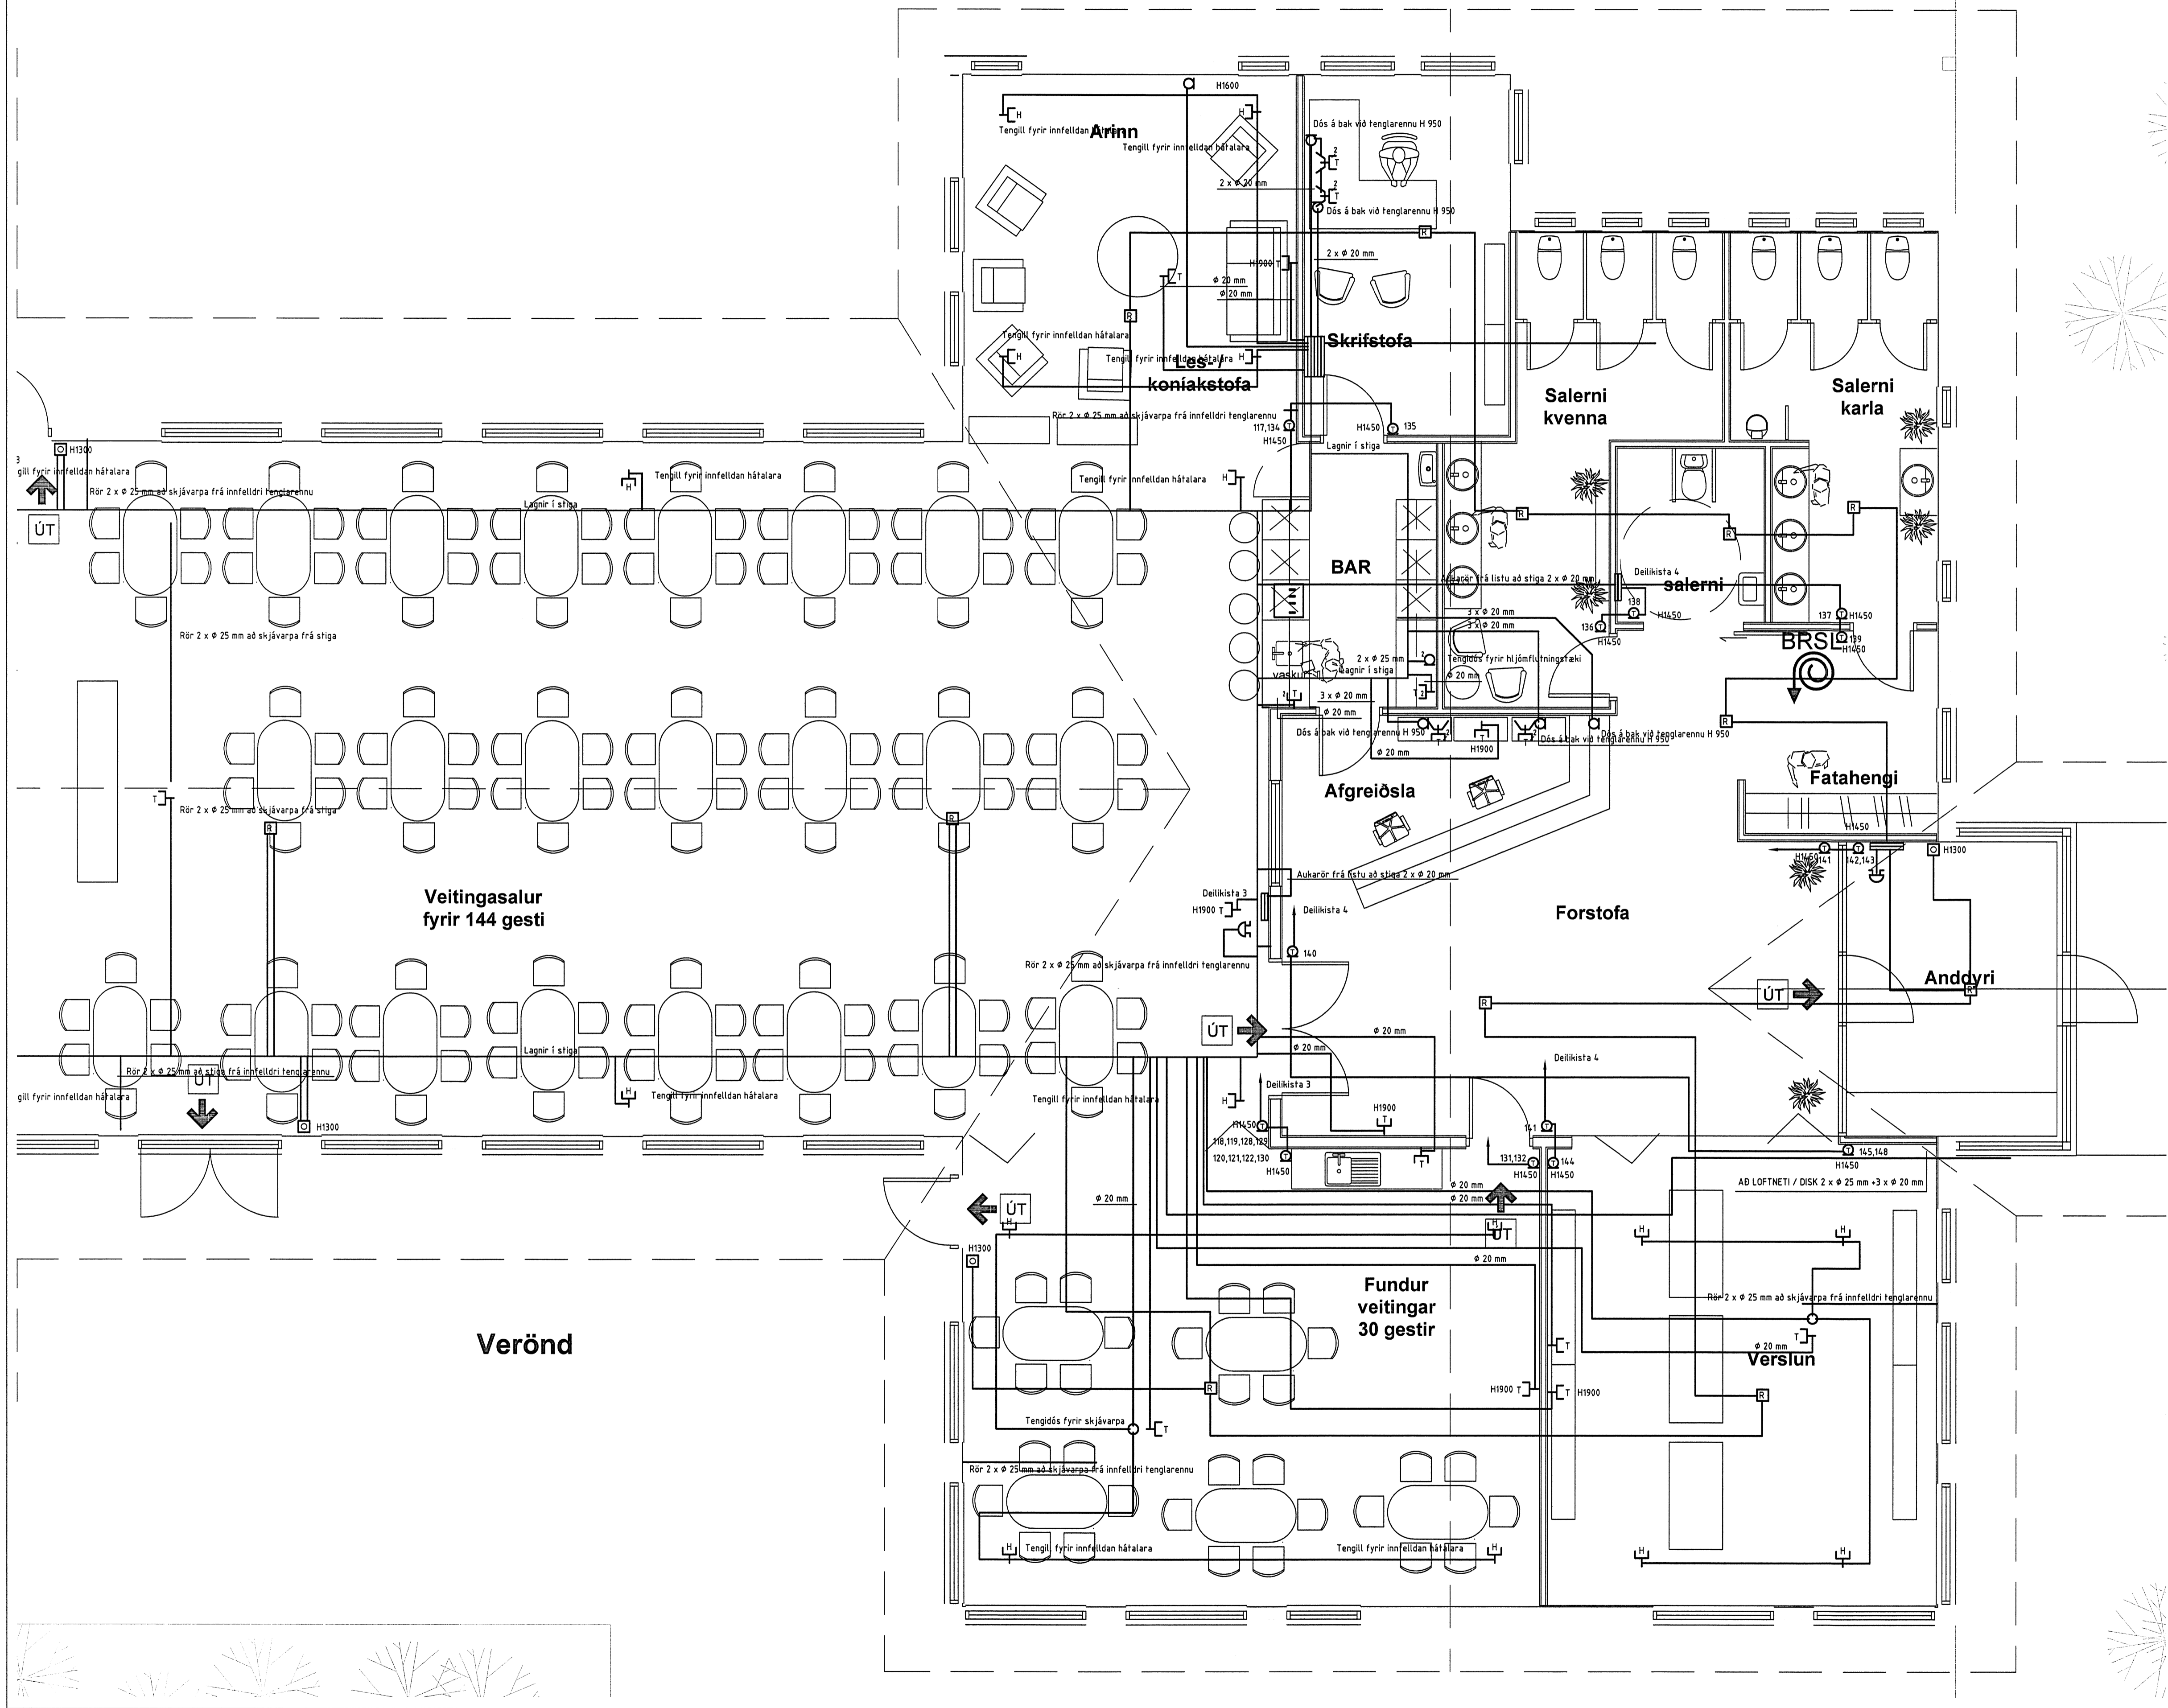 H1600
H
H
Arinn
Tengill fyrir innfelldan hátalara
Tengill fyrir innfelldan hátalara
Dós á bak við tenglarennu H 950
2
T
2 x Φ 20 mm
2
T
Dós á bak við tenglarennu H 950
R
2 x Φ 20 mm
H1900 T
T
Φ 20 mm
Φ 20 mm
R
Tengill fyrir innfelldan hátalara
H
Tengill fyrir innfelldan hátalara
H
Skrifstofa
Les- /
koníakstofa
Salerni
kvenna
Salerni
karla
Rör 2 x Φ 25 mm að skjávarpa frá innfelldri tenglarennu
117,134
T
H1450
H1450
T
135
Lagnir í stiga
3
H1300
gill fyrir innfelldan hátalara
Rör 2 x Φ 25 mm að skjávarpa frá innfelldri tenglarennu
H
Tengill fyrir innfelldan hátalara
Tengill fyrir innfelldan hátalara
H
Lagnir í stiga
ÚT
R
R
R
BAR
Aukarör frá listu að stiga 2 x Φ 20 mm
Deilikista 4
salerni
138
T
H1450
136
T
H1450
137
T
H1450
T
139
H1450
BRSL
3 x Φ 20 mm
3 x Φ 20 mm
Rör 2 x Φ 25 mm að skjávarpa frá stiga
2 x Φ 25 mm
2
Tengidós fyrir hljómflutningstæki
Lagnir í stiga
vaskur
Φ 20 mm
T
2
2
T
3 x Φ 20 mm
Φ 20 mm
R
Dós á bak við tenglarennu H 950
T
2
H1900
T
2
Dós á bak við tenglarennu H 950
Dós á bak við tenglarennu H 950
Φ 20 mm
Afgreiðsla
Fatahengi
T
Rör 2 x Φ 25 mm að skjávarpa frá stiga
R
R
H1450
H1450
T
141
T
142,143
H1300
Veitingasalur
fyrir 144 gesti
Aukarör frá listu að stiga 2 x Φ 20 mm
Deilikista 3
H1900 T
Deilikista 4
Forstofa
T
140
Rör 2 x Φ 25 mm að skjávarpa frá innfelldri tenglarennu
Anddyri
R
ÚT
R
ÚT
Φ 20 mm
Φ 20 mm
Lagnir í stiga
Deilikista 4
Rör 2 x Φ 25 mm að stiga frá innfelldri tenglarennu
ÚT
Deilikista 3
gill fyrir innfelldan hátalara
H
Tengill fyrir innfelldan hátalara
Tengill fyrir innfelldan hátalara
H
H1900
T
H1300
H1450
T
118,119,128,129
120,121,122,130
T
H1450
T
141
T
131,132
T
H1450
T
144
H1450
T
145,148
H1450
Φ 20 mm
Φ 20 mm
Φ 20 mm
AÐ LOFTNETI / DISK 2 x Φ 25 mm +3 x Φ 20 mm
ÚT
H
H
ÚT
H
H
H1300
Φ 20 mm
Fundur
veitingar
30 gestir
Rör 2 x Φ 25 mm að skjávarpa frá innfelldri tenglarennu
T
Φ 20 mm
Verslun
Verönd
T
R
H1900 T
T
H1900
R
Tengidós fyrir skjávarpa
T
Rör 2 x Φ 25 mm að skjávarpa frá innfelldri tenglarennu
H
Tengill fyrir innfelldan hátalara
Tengill fyrir innfelldan hátalara
H
H
H